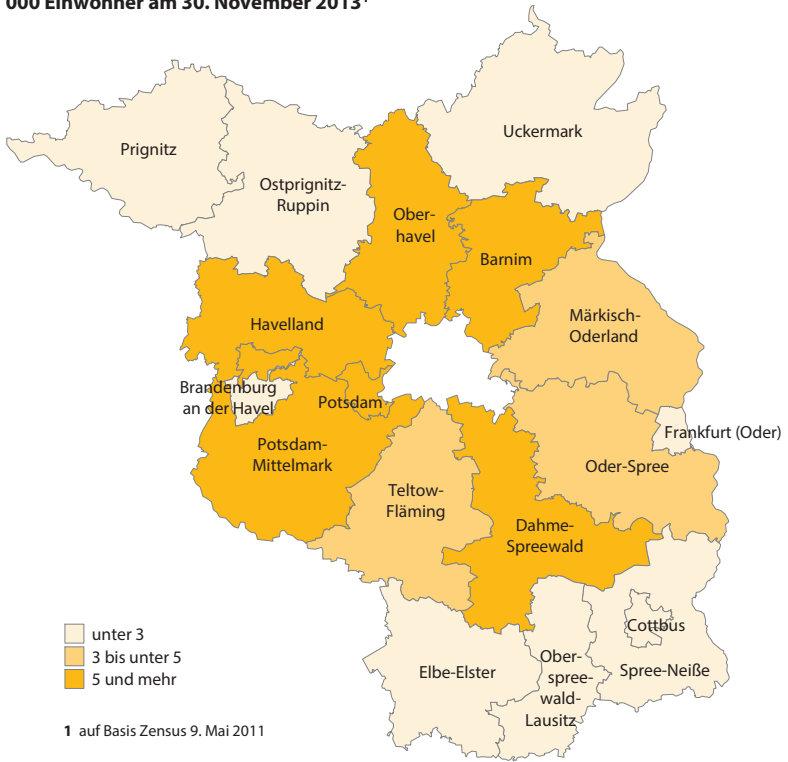 000 Einwohner am 30. November 2013¹
Uckermark
Prignitz
Ostprignitz-
Ruppin
Ober-
havel
Barnim
Havelland
Märkisch-
Oderland
Brandenburg
an der Havel
Potsdam
Frankfurt (Oder)
Potsdam-
Mittelmark
Oder-Spree
Teltow-
Fläming
Dahme-
Spreewald
Cottbus
Elbe-Elster
Ober-
spree-
wald-
Lausitz
Spree-Neiße
unter 3
3 bis unter 5
5 und mehr
1 auf Basis Zensus 9. Mai 2011